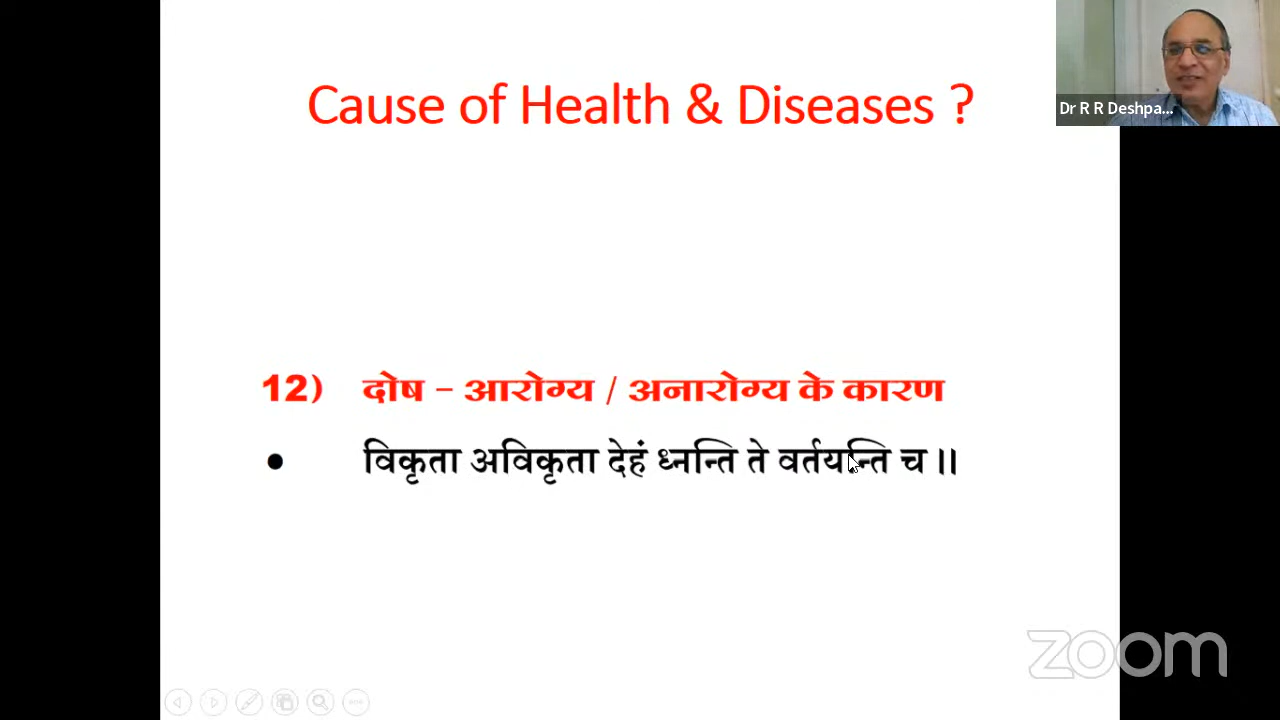 Cause of Health & Diseases ?
Dr R R Deshpa...
12) दोष – आरोग्य / अनारोग्य के कारण
● विकृता अविकृता देहं ध्नन्ति ते वर्तयन्ति च ॥
zoom